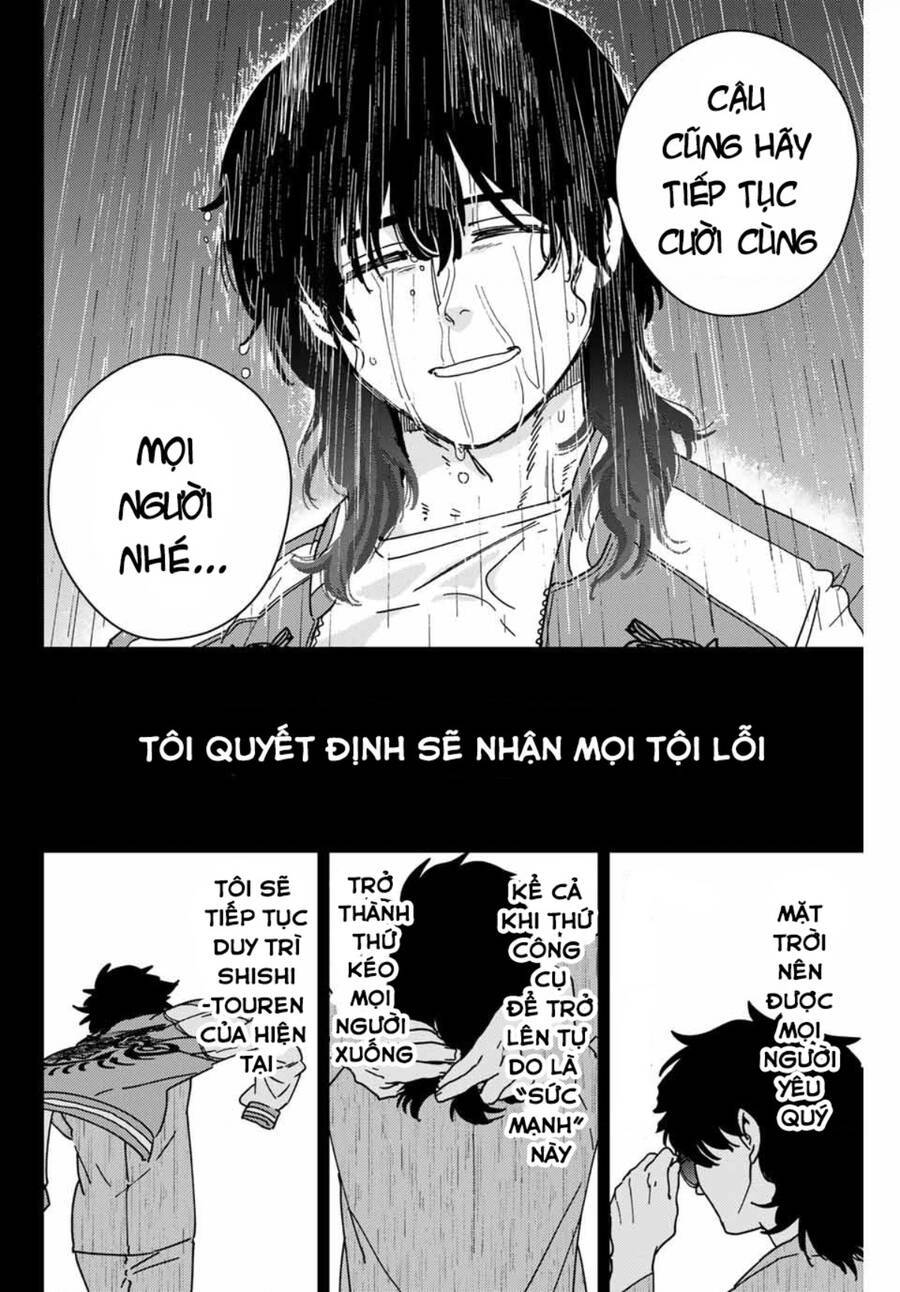 CẬU
CŨNG HÃY
TIẾP TỤC
CƯỜI CÙNG
MỌI
NGƯỜI
NHÉ...
TÔI QUYẾT ĐỊNH SẼ NHẬN MỌI TỘI LỖI
MẶT
TRỜI
NÊN
ĐƯỢC
MỌI
NGƯỜI
YÊU
QUÝ
KỂ CẢ
KHI THỨ
CÔNG
CỤ
ĐỂ TRỞ
LÊN TỰ
DO LÀ
“SỨC
MẠNH”
NÀY
TRỞ
THÀNH
THỨ
KÉO
MỌI
NGƯỜI
XUỐNG
TÔI SẼ
TIẾP TỤC
DUY TRÌ
SHISHI
-TOUREN
CỦA HIỆN
TẠI